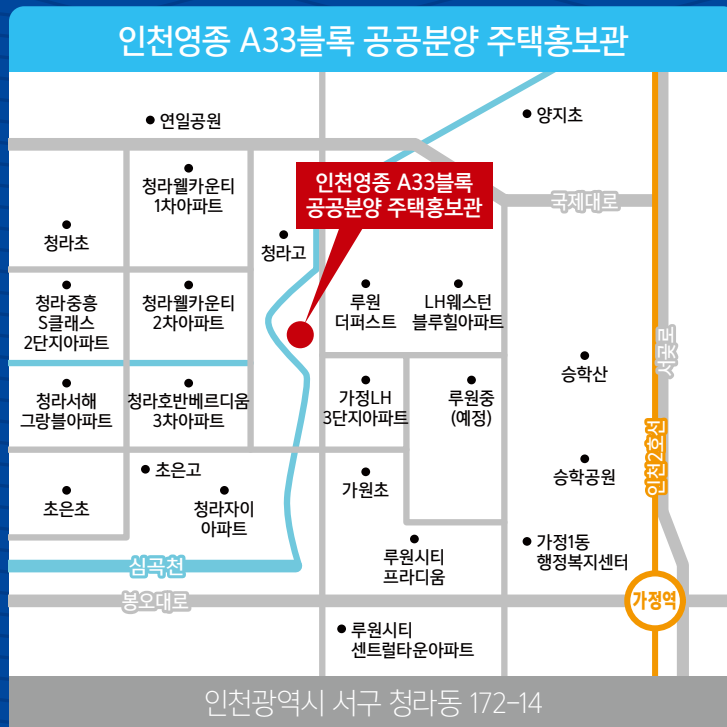 인천영종 A33블록 공공분양 주택홍보관
연일공원
양지초
청라웰카운티
1차아파트
인천영종 A33블록
공공분양 주택홍보관
국제대로
청라초
청라고
청라중흥
S클래스
2단지아파트
청라웰카운티
2차아파트
루원
더퍼스트
LH웨스턴
블루힐아파트
서곶로
승학산
청라서해
그랑블아파트
청라호반베르디움
3차아파트
가정LH
3단지아파트
루원중
(예정)
인천2호선
초은고
가원초
승학공원
초은초
청라자이
아파트
루원시티
프라디움
가정1동
행정복지센터
심곡천
봉오대로
가정역
루원시티
센트럴타운아파트
인천광역시 서구 청라동 172-14